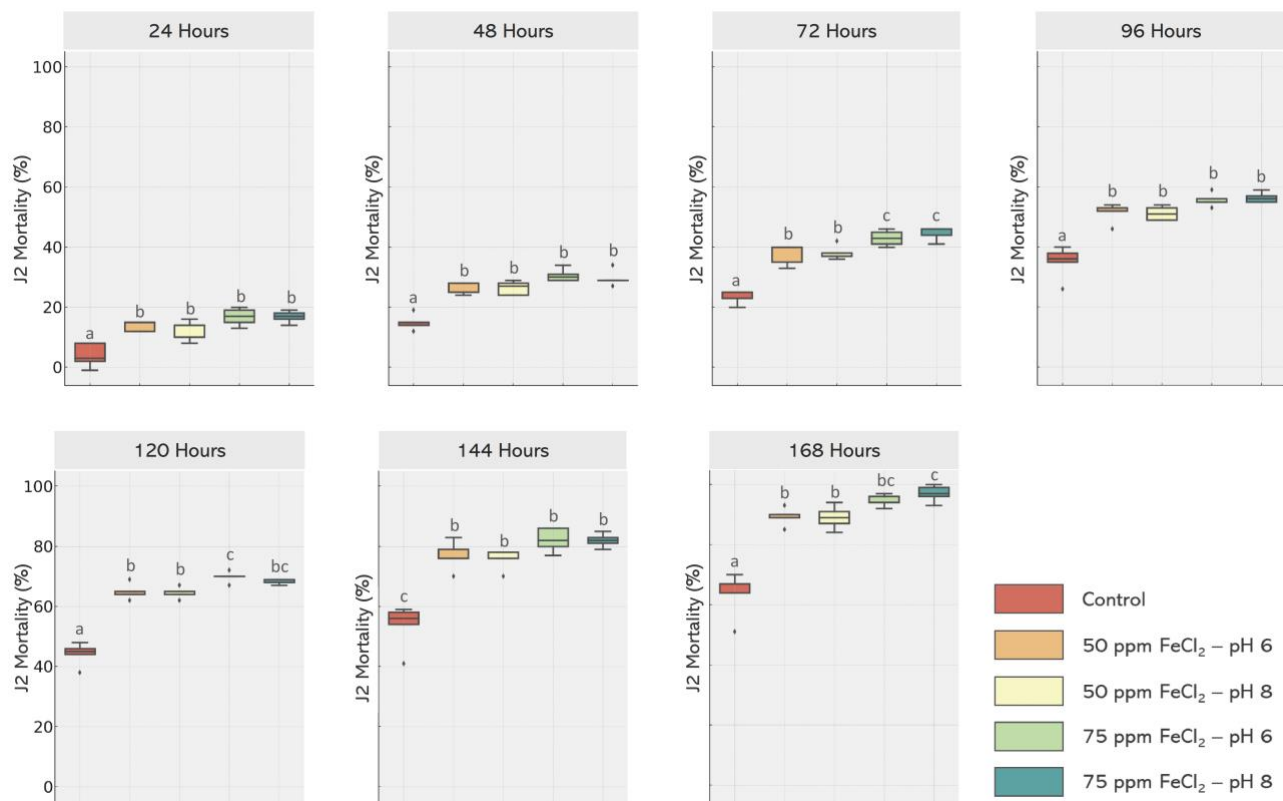 24 Hours
48 Hours
72 Hours
96 Hours
J2 Mortality (%)
100
80
60
40
20
0
a
b
b
b
b
J2 Mortality (%)
a
b
b
b
b
J2 Mortality (%)
a
b
b
c
c
J2 Mortality (%)
a
b
b
b
b
120 Hours
144 Hours
168 Hours
J2 Mortality (%)
100
80
60
40
20
0
a
b
b
c
bc
J2 Mortality (%)
c
b
b
b
b
J2 Mortality (%)
a
b
b
bc
c
Control
50 ppm FeCl₂ – pH 6
50 ppm FeCl₂ – pH 8
75 ppm FeCl₂ – pH 6
75 ppm FeCl₂ – pH 8